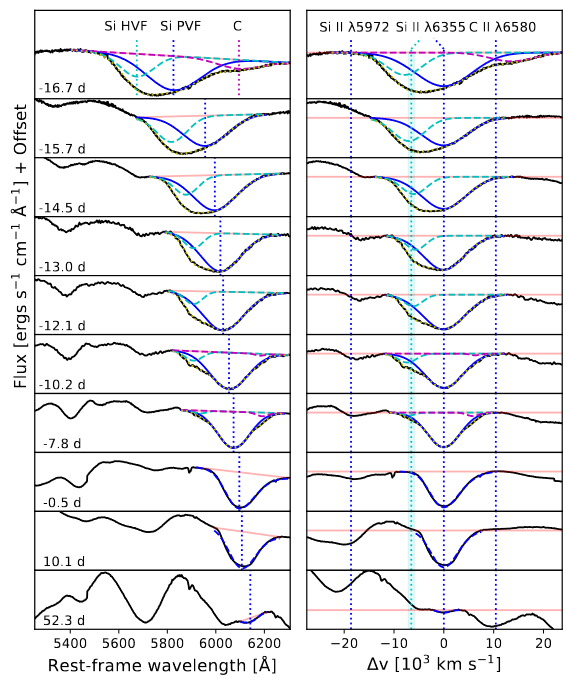 Si HVF Si PVF C
Si II λ5972 Si II λ6355 C II λ6580
Flux [ergs s⁻¹ cm⁻¹ Å⁻¹] + Offset
-16.7 d
-15.7 d
-14.5 d
-13.0 d
-12.1 d
-10.2 d
-7.8 d
-0.5 d
10.1 d
52.3 d
5400 5600 5800 6000 6200
Rest-frame wavelength [Å]
−20 −10 0 10 20
Δv [10³ km s⁻¹]